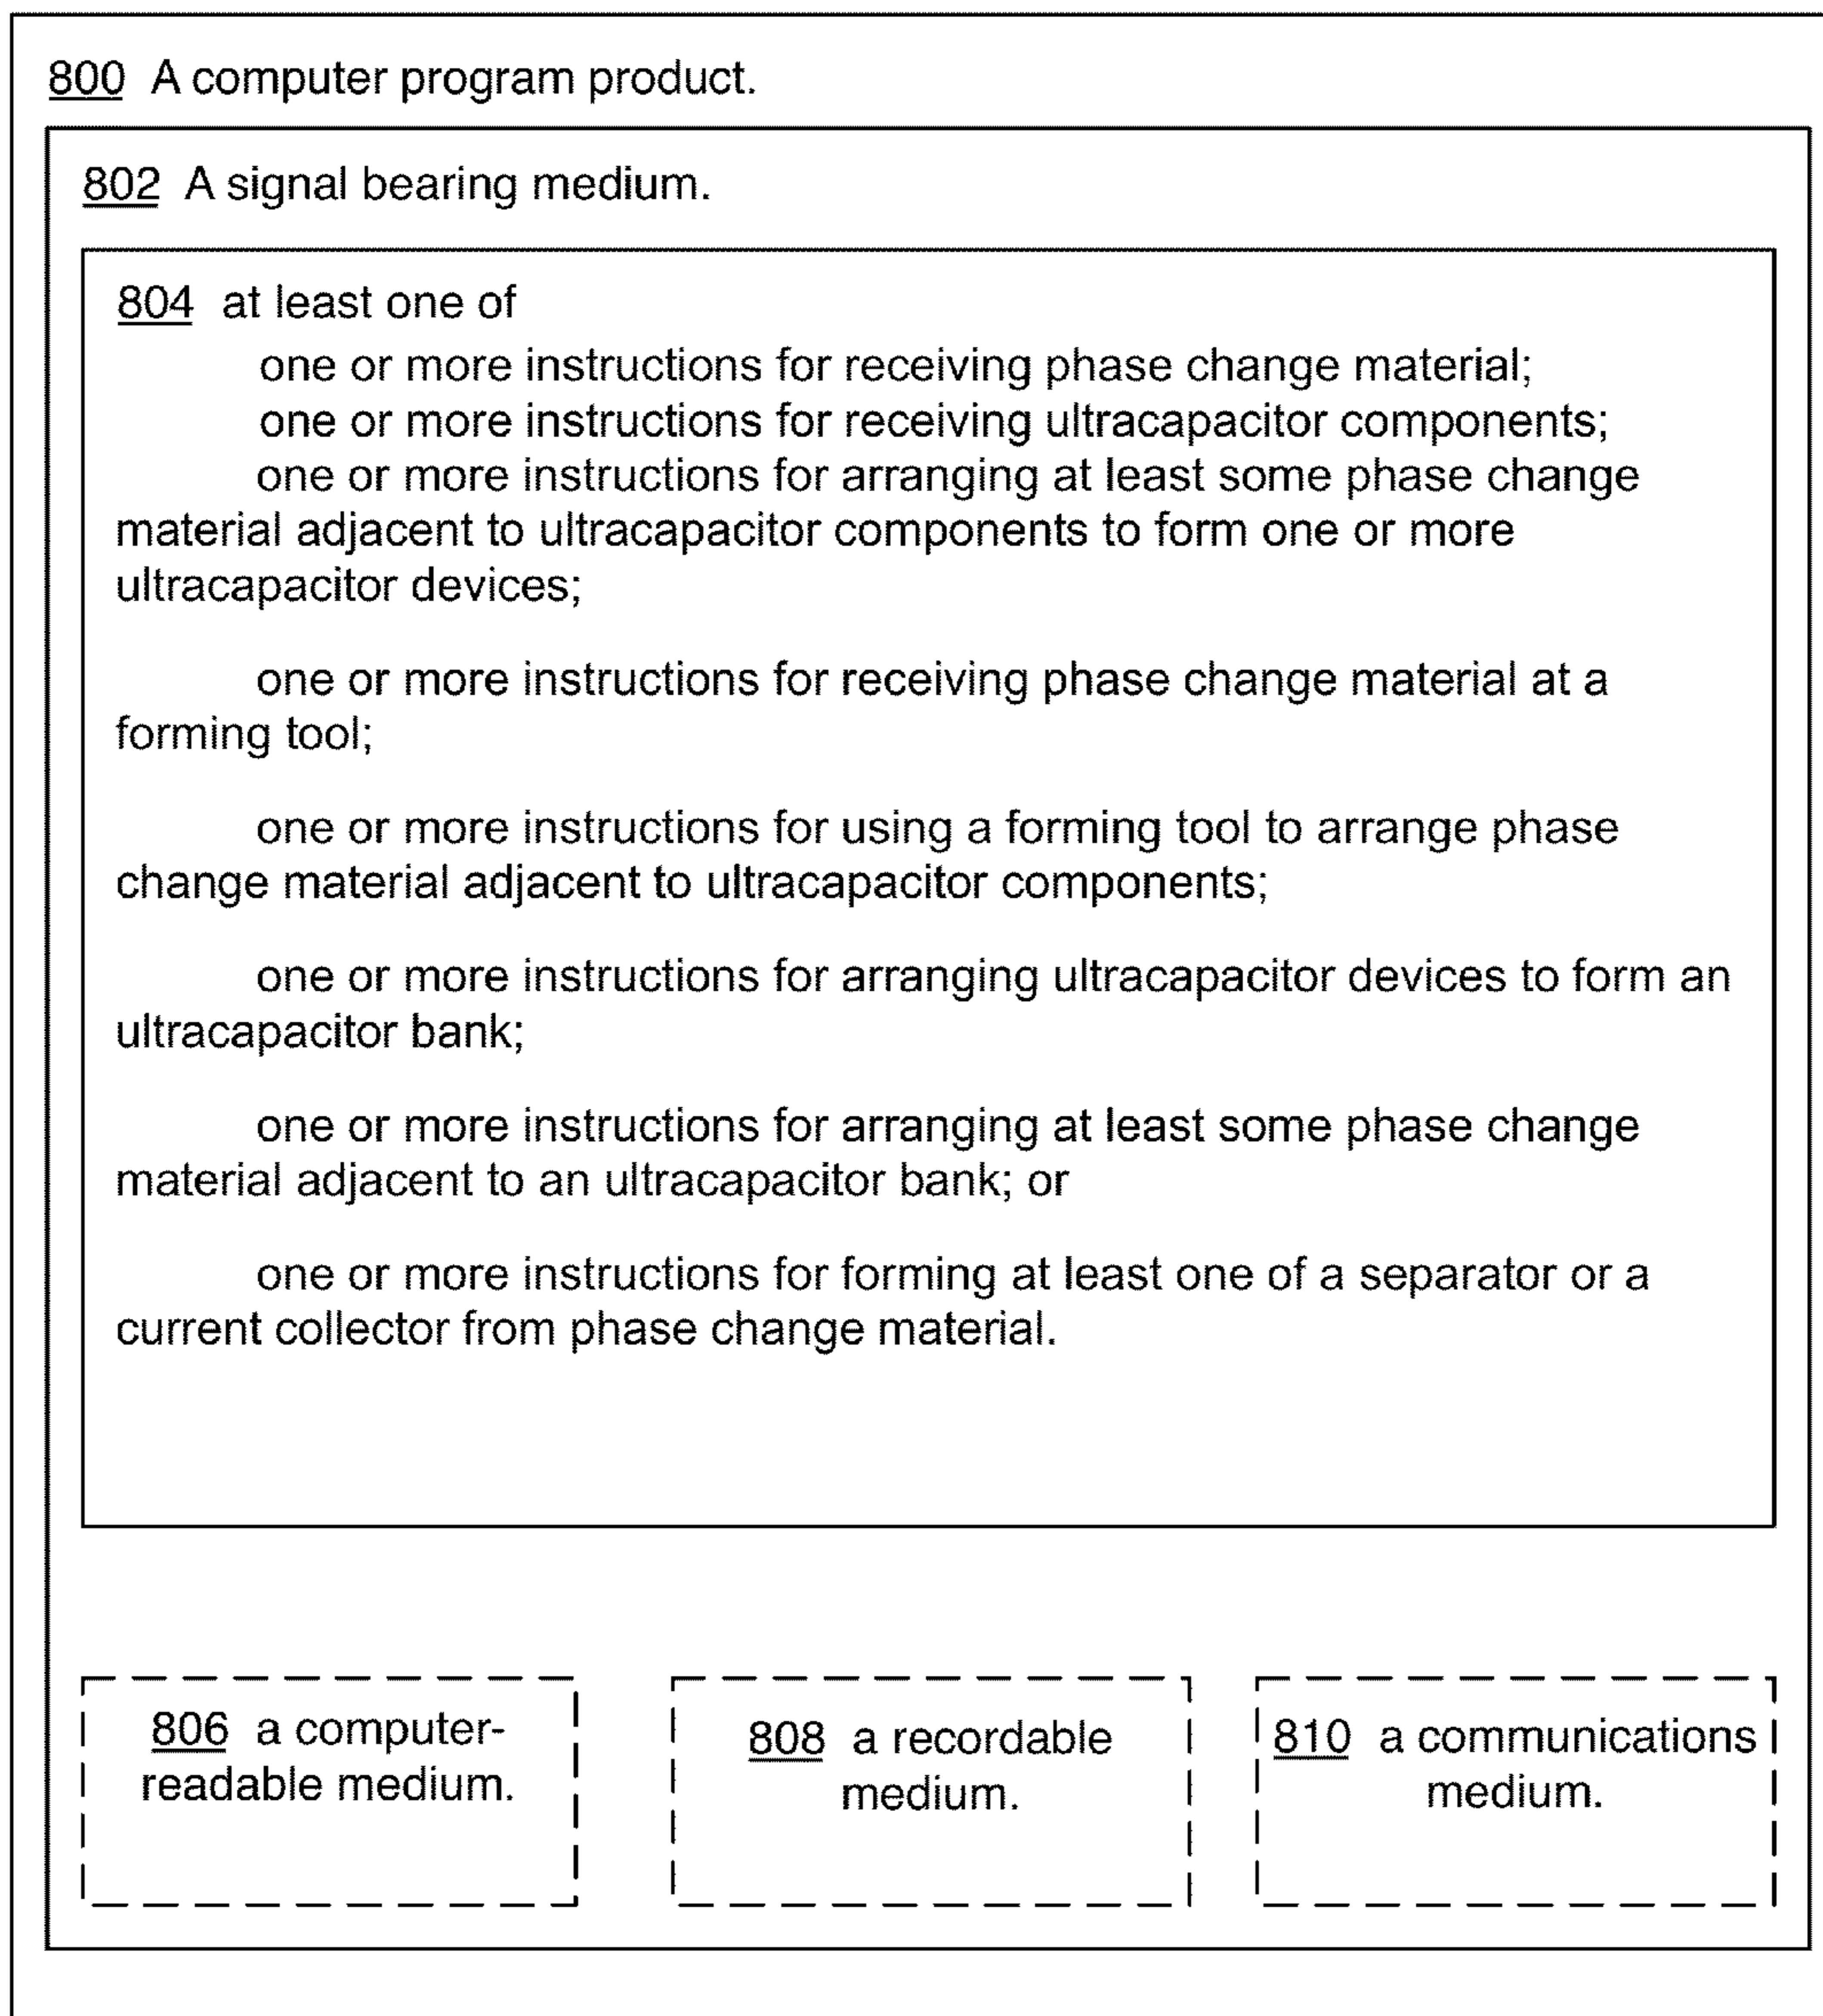 800 A computer program product.
802 A signal bearing medium.
804 at least one of
one or more instructions for receiving phase change material;
one or more instructions for receiving ultracapacitor components;
one or more instructions for arranging at least some phase change
material adjacent to ultracapacitor components to form one or more
ultracapacitor devices;
one or more instructions for receiving phase change material at a
forming tool;
one or more instructions for using a forming tool to arrange phase
change material adjacent to ultracapacitor components;
one or more instructions for arranging ultracapacitor devices to form an
ultracapacitor bank;
one or more instructions for arranging at least some phase change
material adjacent to an ultracapacitor bank; or
one or more instructions for forming at least one of a separator or a
current collector from phase change material.
806 a computer-
readable medium.
808 a recordable
medium.
810 a communications
medium.